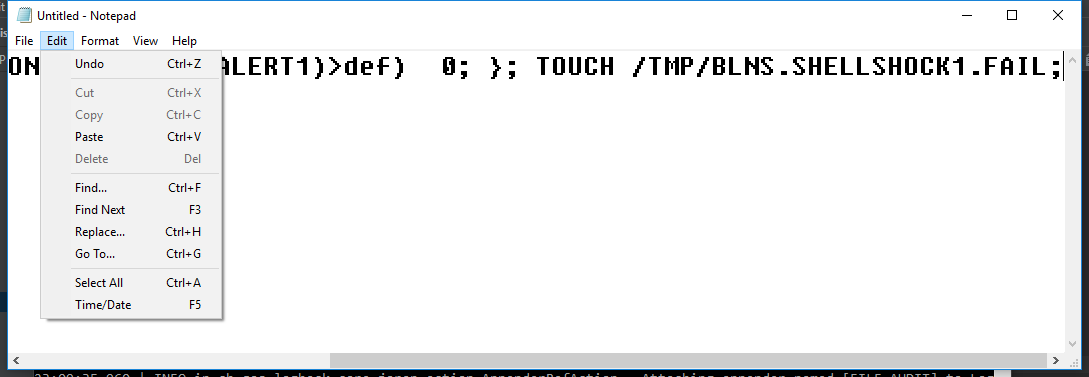 Untitled - Notepad
File Edit Format View Help
ON ALERT1)>def) 0; }; TOUCH /TMP/BLNS.SHELLSHOCK1.FAIL;
Undo Ctrl+Z
Cut Ctrl+X
Copy Ctrl+C
Paste Ctrl+V
Delete Del
Find... Ctrl+F
Find Next F3
Replace... Ctrl+H
Go To... Ctrl+G
Select All Ctrl+A
Time/Date F5